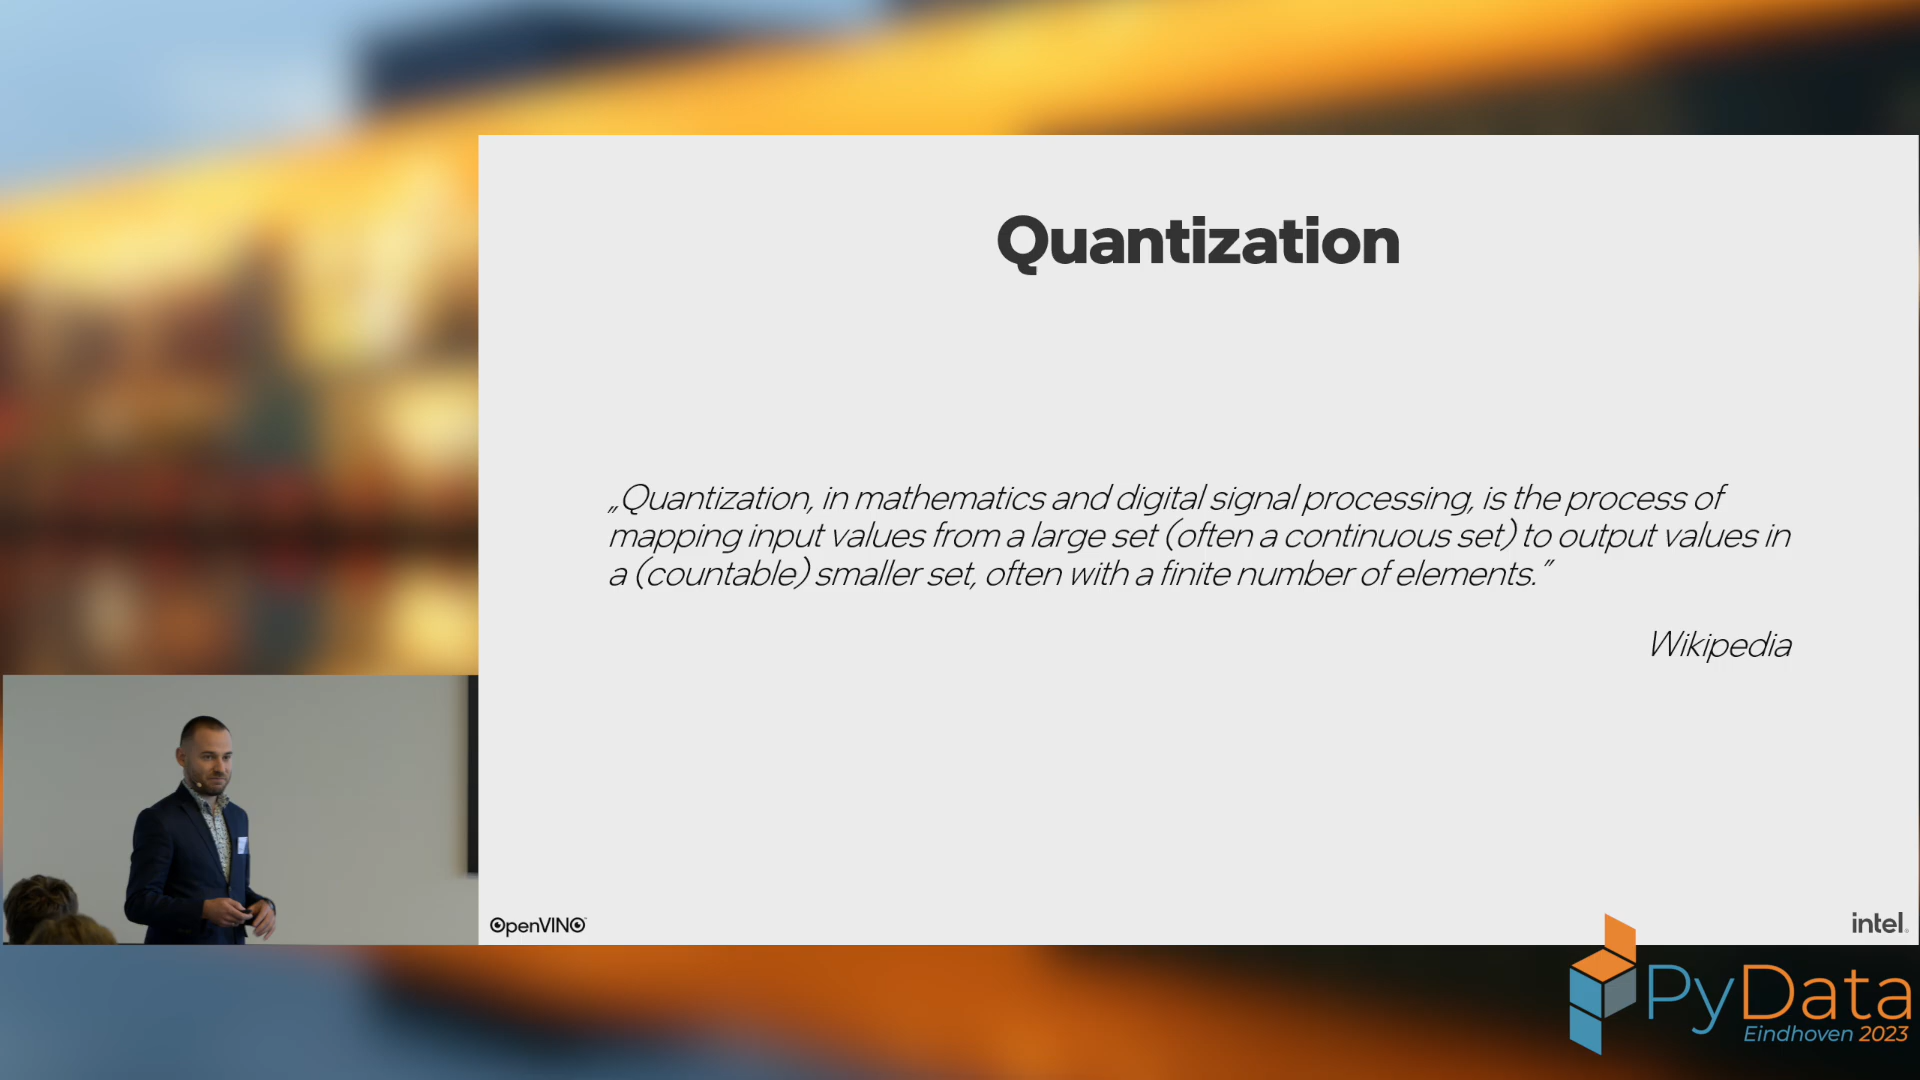 Quantization
„Quantization, in mathematics and digital signal processing, is the process of
mapping input values from a large set (often a continuous set) to output values in
a (countable) smaller set, often with a finite number of elements.”
Wikipedia
OpenVINO
intel.
PyData
Eindhoven 2023